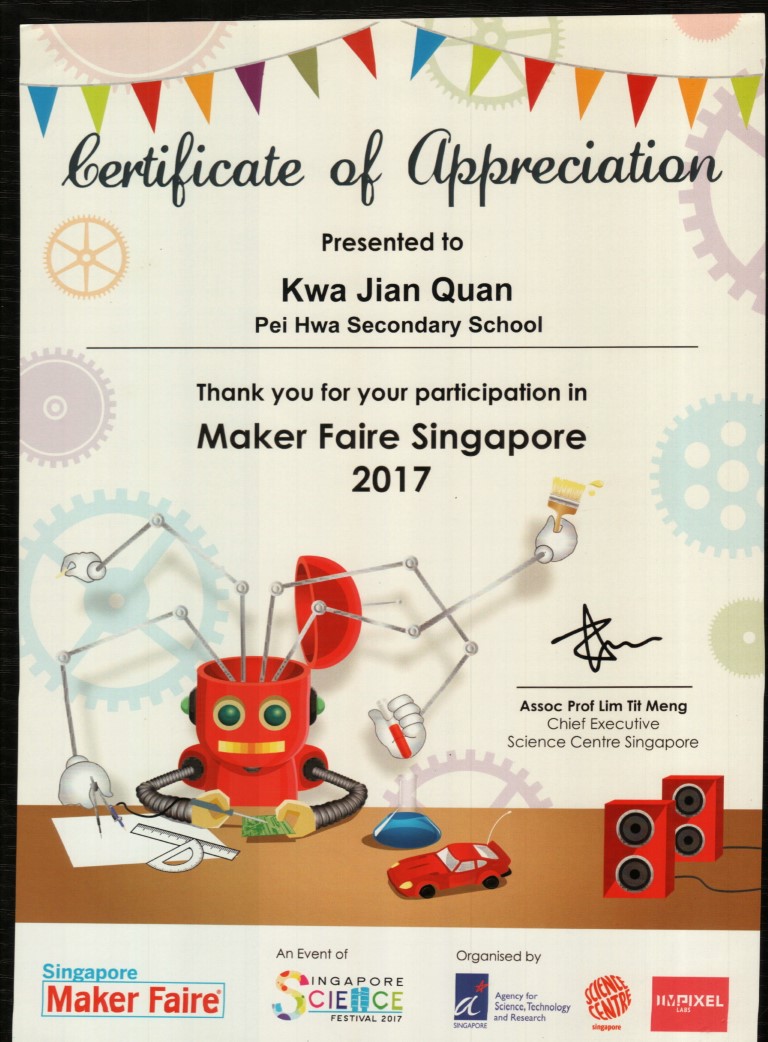 Certificate of Appreciation
Presented to
Kwa Jian Quan
Pei Hwa Secondary School
Thank you for your participation in
Maker Faire Singapore
2017
Assoc Prof Lim Tit Meng
Chief Executive
Science Centre Singapore
Singapore
Maker Faire®
An Event of
SINGAPORE
SCIENCE
FESTIVAL 2017
Organised by
Agency for
Science, Technology
and Research
SINGAPORE
SCIENCE
CENTRE
singapore
IIMPIXEL
LABS